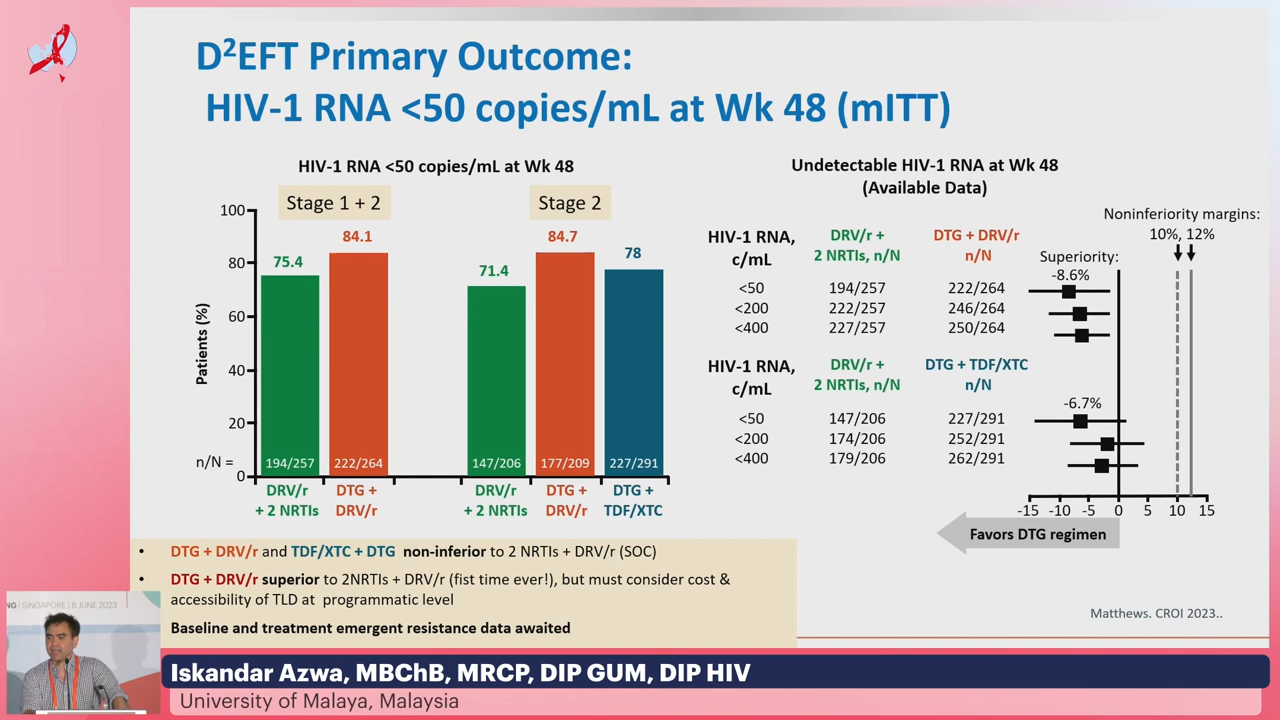 D²EFT Primary Outcome:
HIV-1 RNA <50 copies/mL at Wk 48 (mITT)
HIV-1 RNA <50 copies/mL at Wk 48
Stage 1 + 2
Stage 2
Patients (%)
100
80
60
40
20
0
75.4
84.1
71.4
84.7
78
n/N =
194/257
222/264
147/206
177/209
227/291
DRV/r
+ 2 NRTIs
DTG +
DRV/r
DRV/r
+ 2 NRTIs
DTG +
DRV/r
DTG +
TDF/XTC
Undetectable HIV-1 RNA at Wk 48
(Available Data)
Noninferiority margins:
10%, 12%
HIV-1 RNA,
c/mL
DRV/r +
2 NRTIs, n/N
DTG + DRV/r
n/N
Superiority:
-8.6%
<50 194/257 222/264
<200 222/257 246/264
<400 227/257 250/264
HIV-1 RNA,
c/mL
DRV/r +
2 NRTIs, n/N
DTG + TDF/XTC
n/N
-6.7%
<50 147/206 227/291
<200 174/206 252/291
<400 179/206 262/291
-15 -10 -5 0 5 10 15
Favors DTG regimen
• DTG + DRV/r and TDF/XTC + DTG non-inferior to 2 NRTIs + DRV/r (SOC)
• DTG + DRV/r superior to 2NRTIs + DRV/r (fist time ever!), but must consider cost &
accessibility of TLD at programmatic level
Baseline and treatment emergent resistance data awaited
Matthews. CROI 2023..
NG | SINGAPORE | 8 JUNE 2023
Iskandar Azwa, MBChB, MRCP, DIP GUM, DIP HIV
University of Malaya, Malaysia